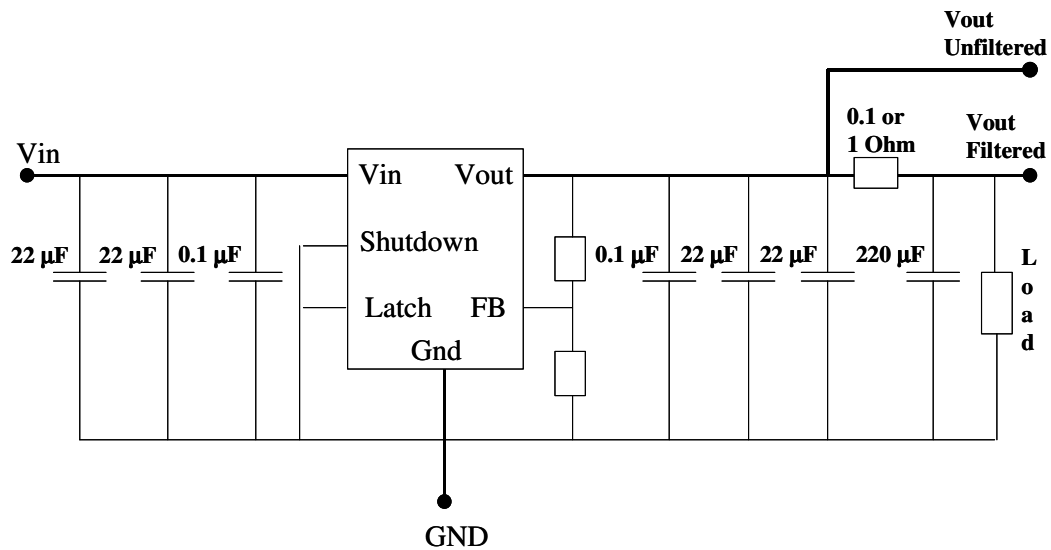 Vout
Unfiltered
0.1 or
1 Ohm
Vout
Filtered
Vin
Vin
Vout
Shutdown
Latch
FB
Gnd
22 μF
22 μF
0.1 μF
0.1 μF
22 μF
22 μF
220 μF
L
o
a
d
GND